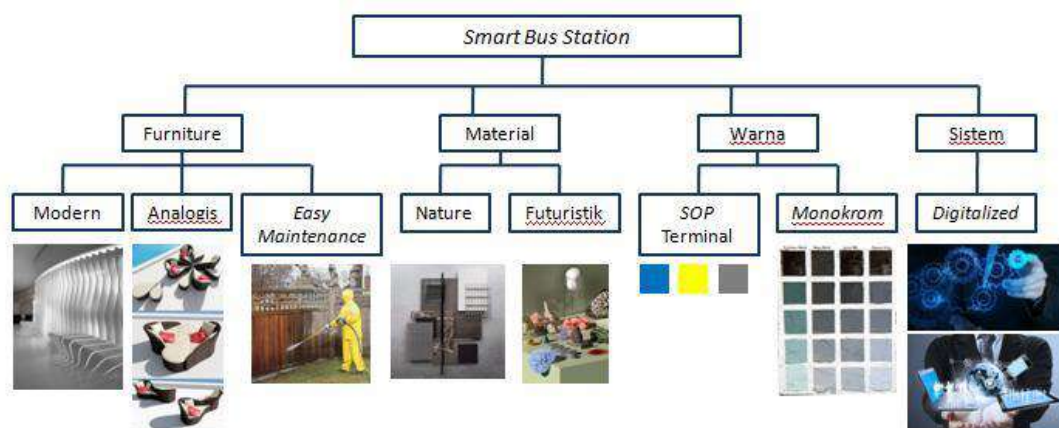 Smart Bus Station
Furniture
Material
Warna
Sistem
Modern
Analogis
Easy
Maintenance
Nature
Futuristik
SOP
Terminal
Monokrom
Digitalized